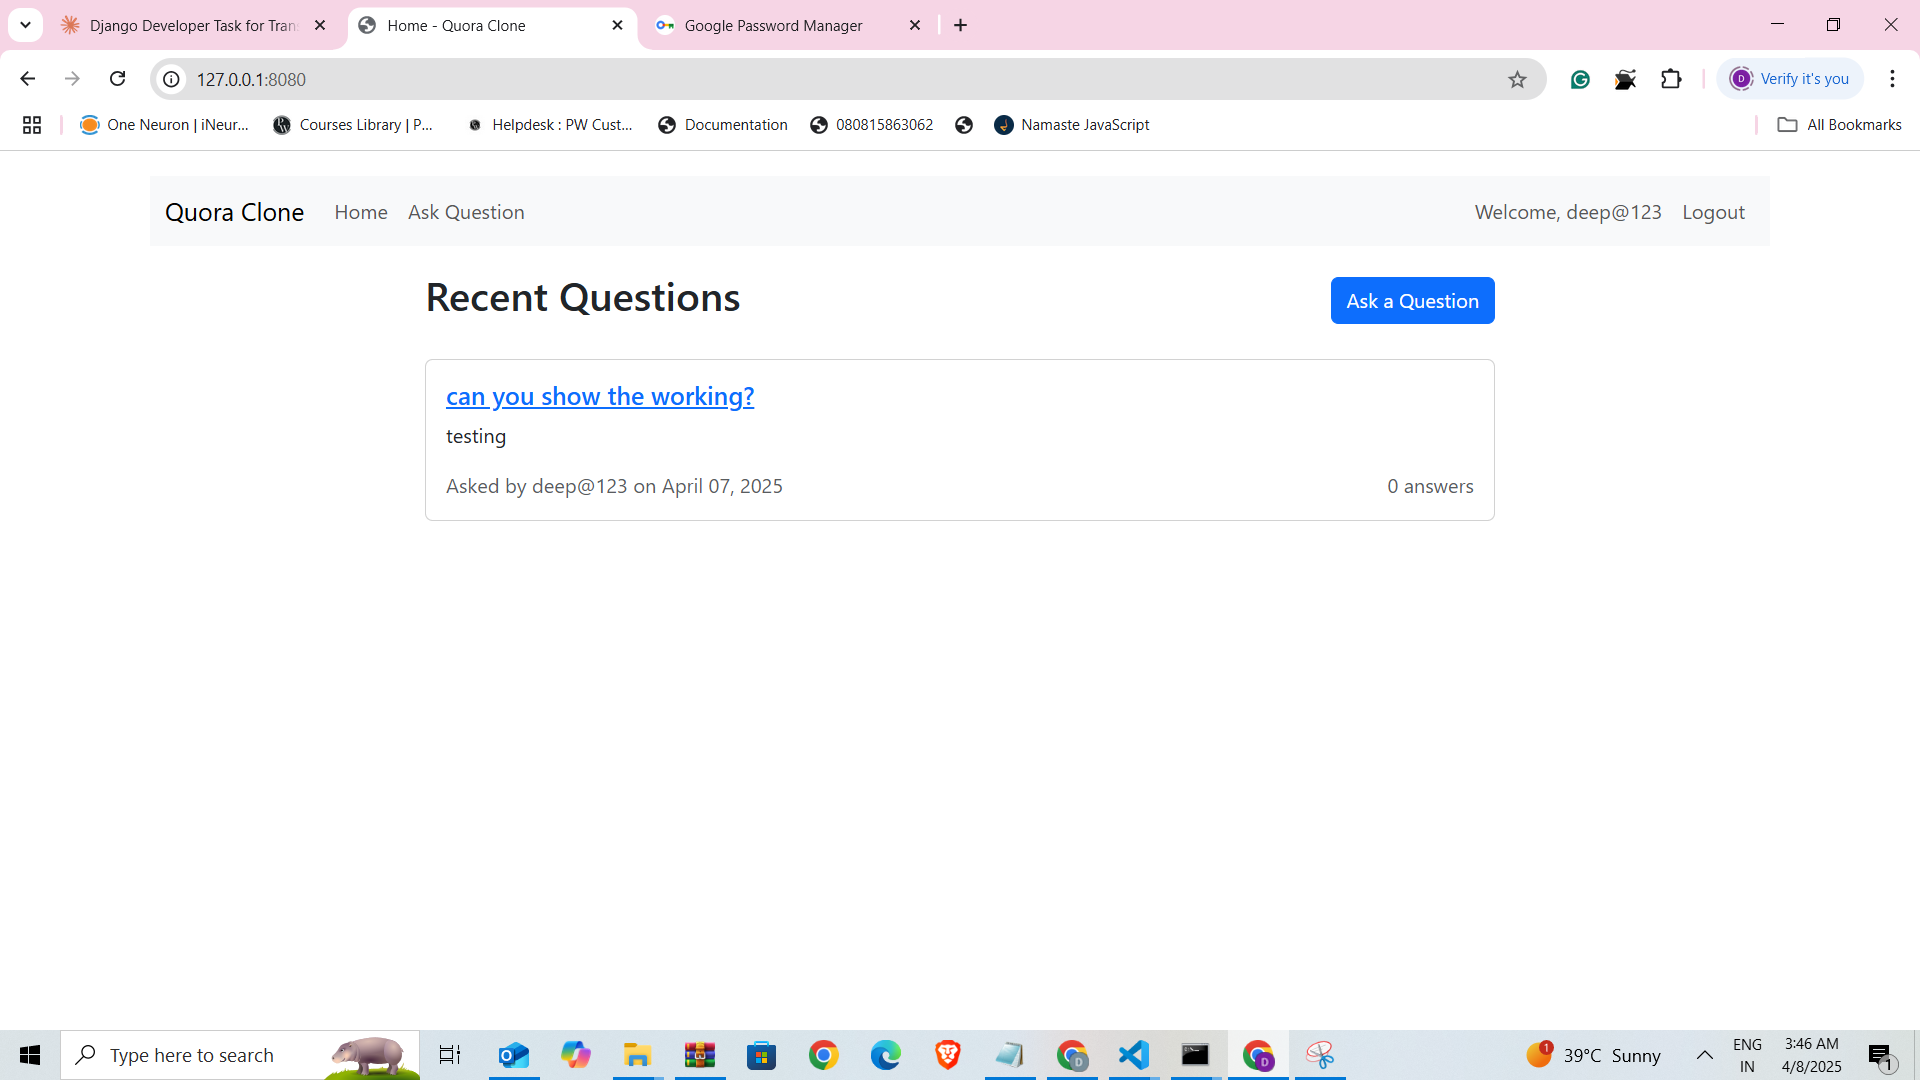 Django Developer Task for Tran
Home - Quora Clone
Google Password Manager
127.0.0.1:8080
D
Verify it's you
One Neuron | iNeur...
Courses Library | P...
Helpdesk : PW Cust...
Documentation
080815863062
Namaste JavaScript
All Bookmarks
Quora Clone
Home
Ask Question
Welcome, deep@123
Logout
Recent Questions
Ask a Question
can you show the working?
testing
Asked by deep@123 on April 07, 2025
0 answers
Type here to search
D
D
1
39°C Sunny
ENG
IN
3:46 AM
4/8/2025
1